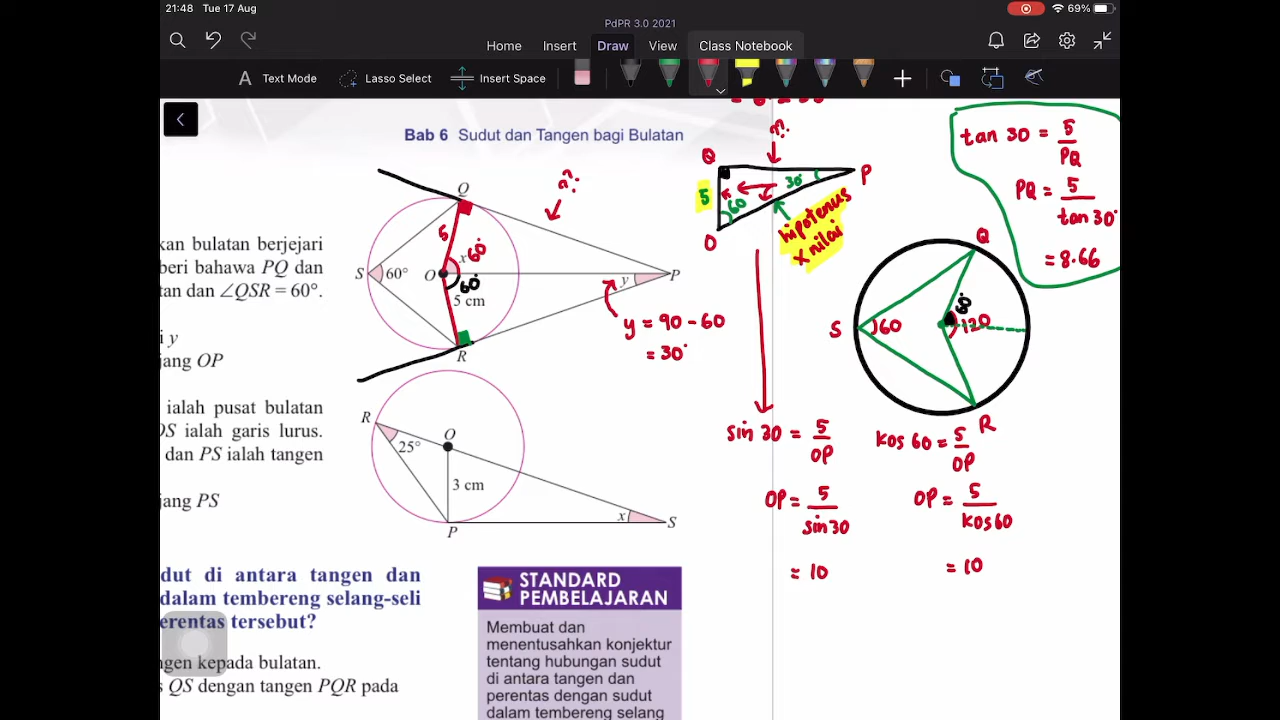 21:48 Tue 17 Aug
69%
PdPR 3.0 2021
Home Insert Draw View Class Notebook
Text Mode Lasso Select Insert Space
Bab 6 Sudut dan Tangen bagi Bulatan
kan bulatan berjejari
beri bahawa PQ dan
tan dan ∠QSR = 60°.
i y
jang OP
ialah pusat bulatan
OS ialah garis lurus.
dan PS ialah tangen
jang PS
Q
??
5
x 60°
S 60° O
60°
y P
5 cm
R
y = 90 - 60
= 30°
R
O
25°
3 cm
x S
P
??
Q
P
5
30°
60
O
hipotenus
x nilai
tan 30 = 5/PQ
PQ = 5/tan 30°
= 8.66
Q
60°
S 60 120
R
sin 30 = 5/OP
OP = 5/sin 30
= 10
kos 60 = 5/OP
OP = 5/kos 60
= 10
dut di antara tangen dan
dalam tembereng selang-seli
erentas tersebut?
ngen kepada bulatan.
QS dengan tangen PQR pada
STANDARD
PEMBELAJARAN
Membuat dan
menentusahkan konjektur
tentang hubungan sudut
di antara tangen dan
perentas dengan sudut
dalam tembereng selang